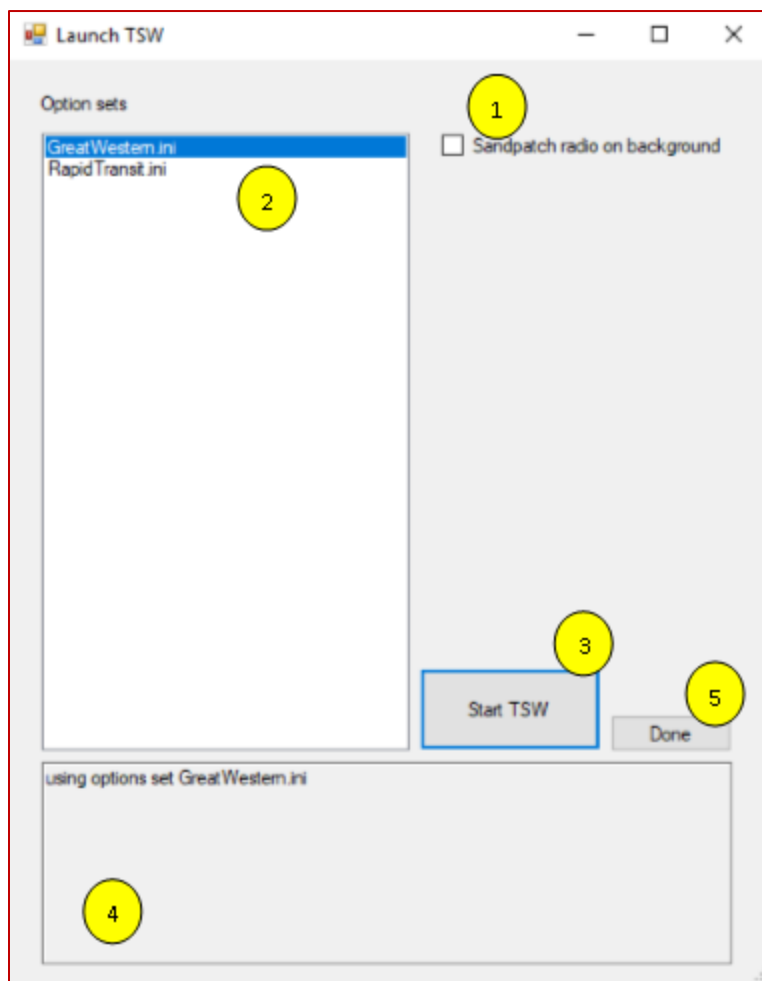 Launch TSW
Option sets
1
Sandpatch radio on background
GreatWestern.ini
RapidTransit.ini
2
3
Start TSW
5
Done
using options set GreatWestern.ini
4